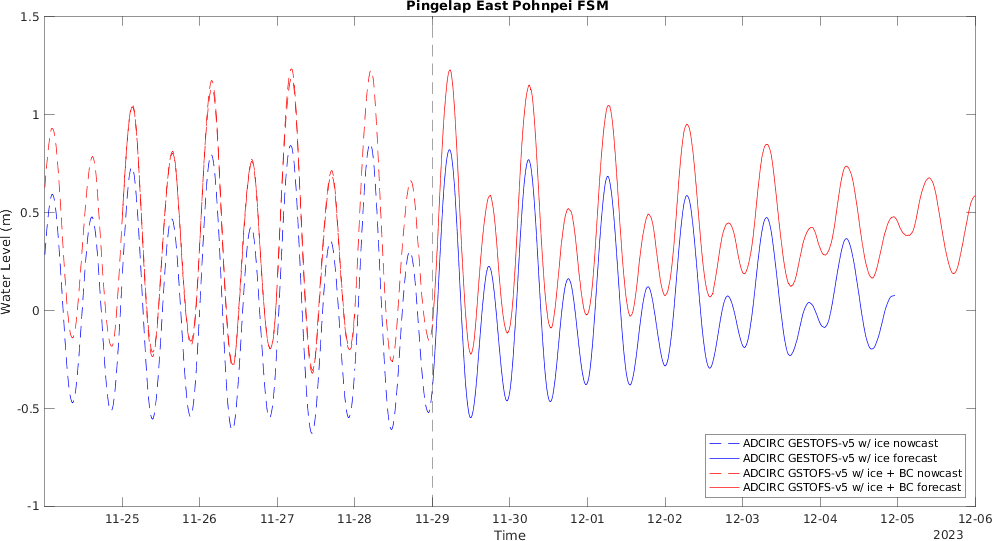 Pingelap East Pohnpei FSM
1.5
1
0.5
0
-0.5
-1
Water Level (m)
11-25
11-26
11-27
11-28
11-29
11-30
12-01
12-02
12-03
12-04
12-05
12-06
Time
2023
ADCIRC GESTOFS-v5 w/ ice nowcast
ADCIRC GESTOFS-v5 w/ ice forecast
ADCIRC GSTOFS-v5 w/ ice + BC nowcast
ADCIRC GSTOFS-v5 w/ ice + BC forecast